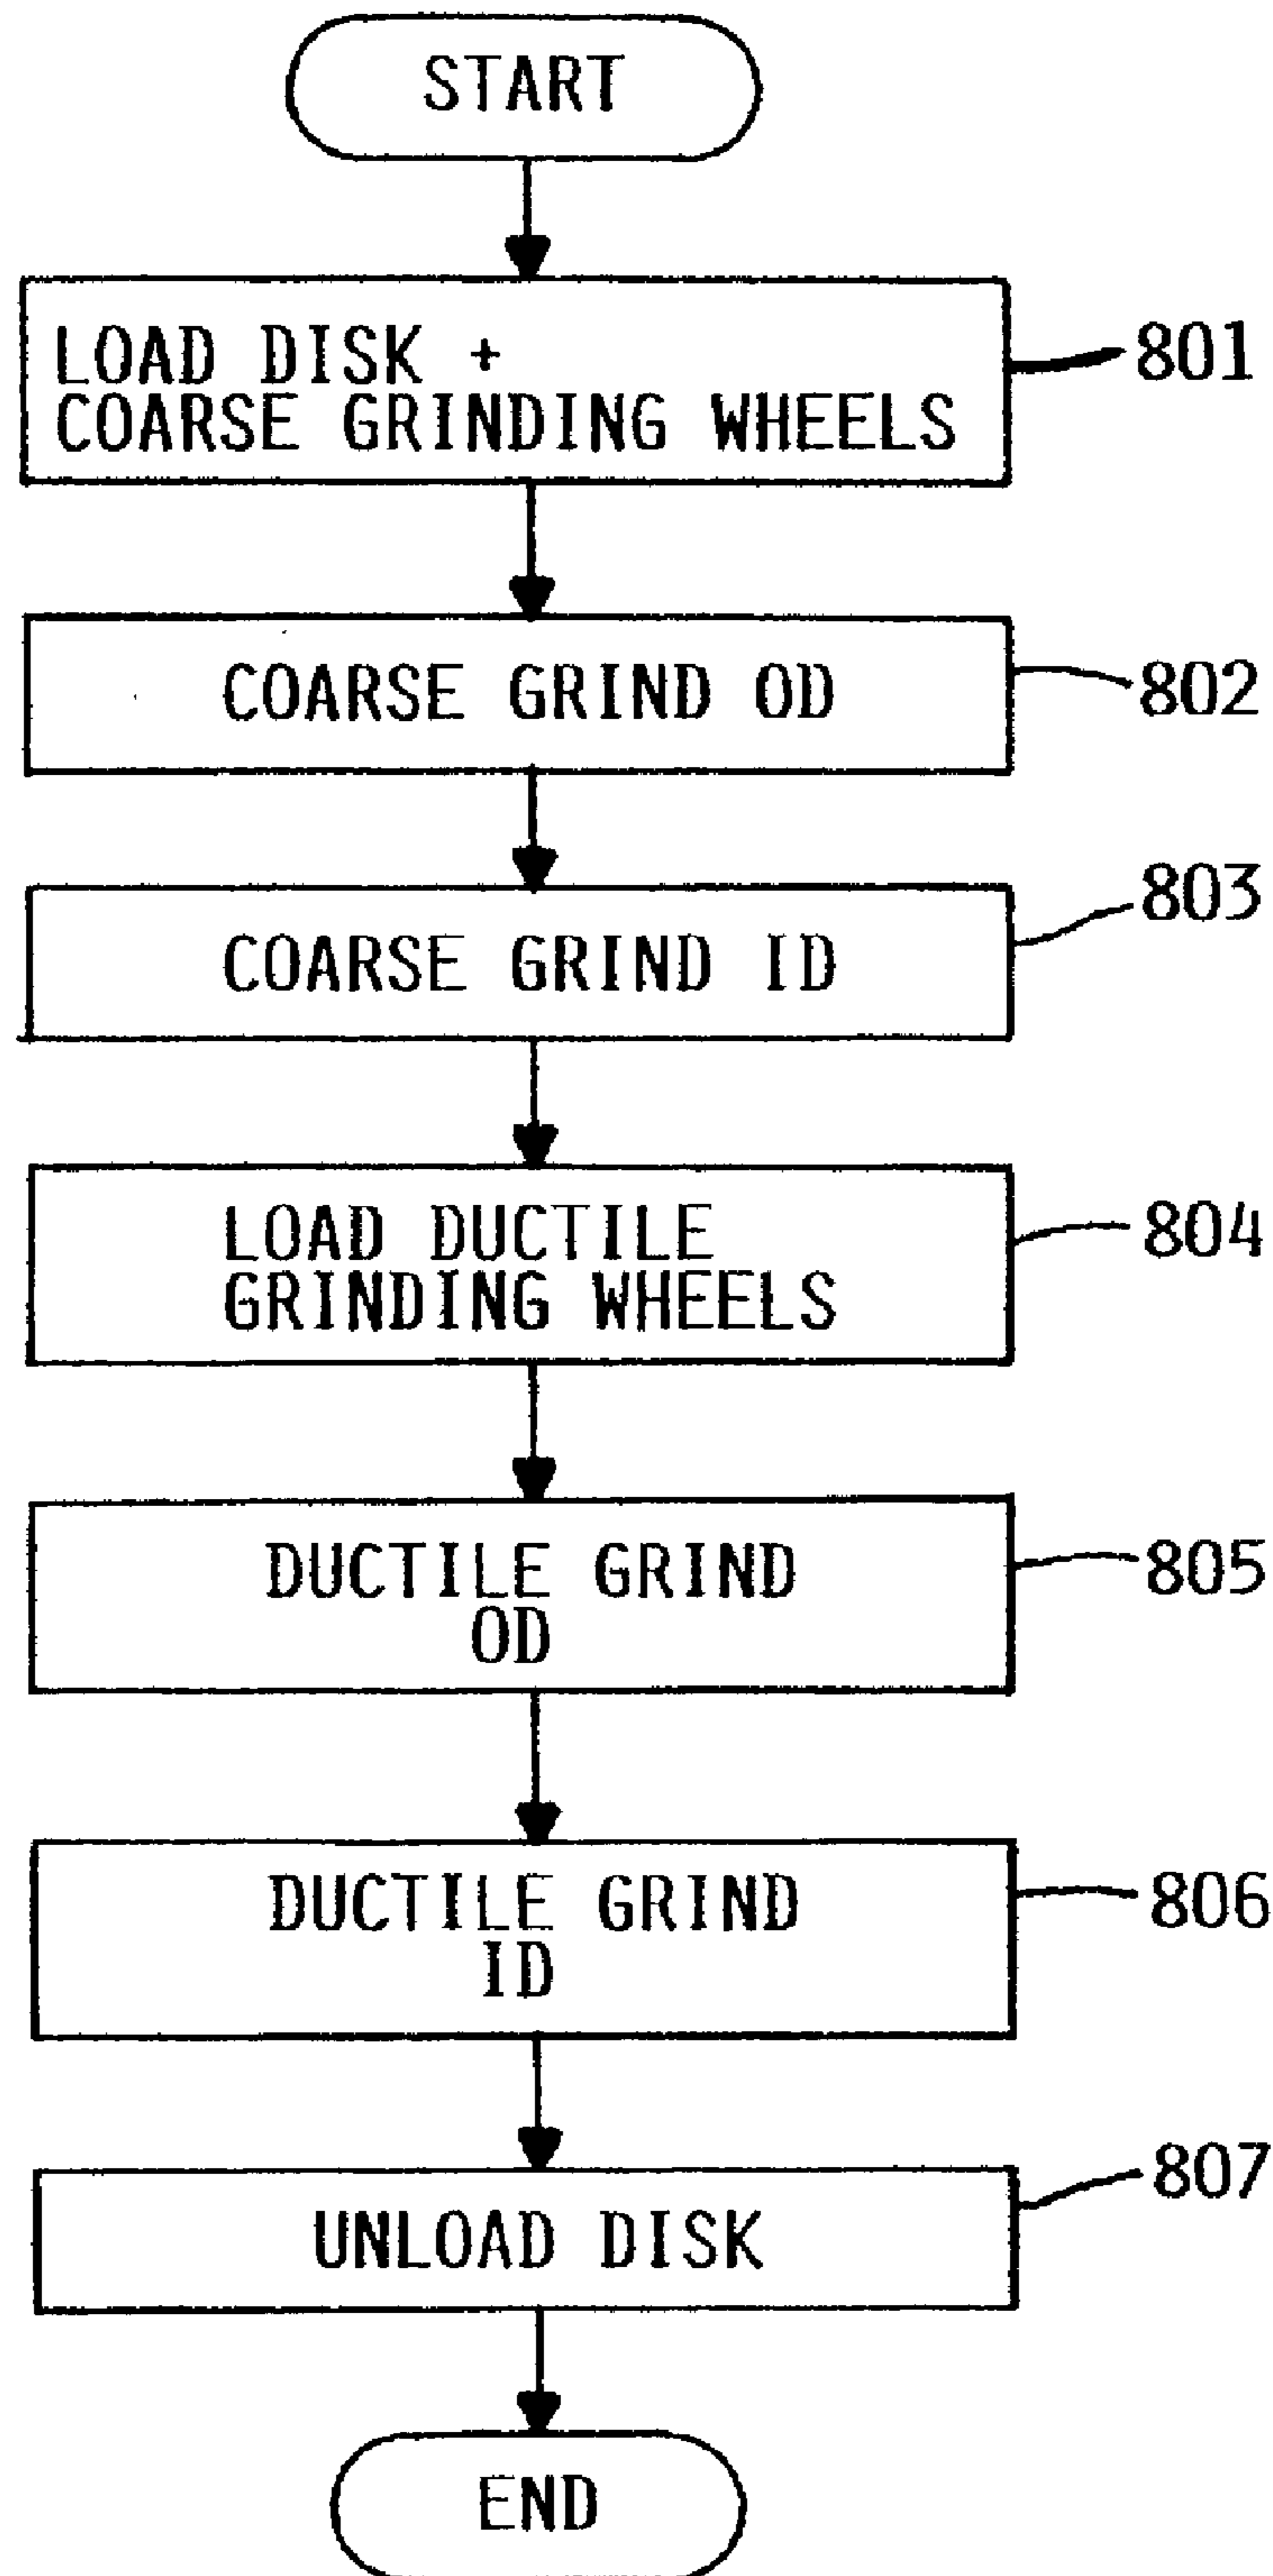 START
LOAD DISK +
COARSE GRINDING WHEELS
801
COARSE GRIND OD
802
COARSE GRIND ID
803
LOAD DUCTILE
GRINDING WHEELS
804
DUCTILE GRIND
OD
805
DUCTILE GRIND
ID
806
UNLOAD DISK
807
END